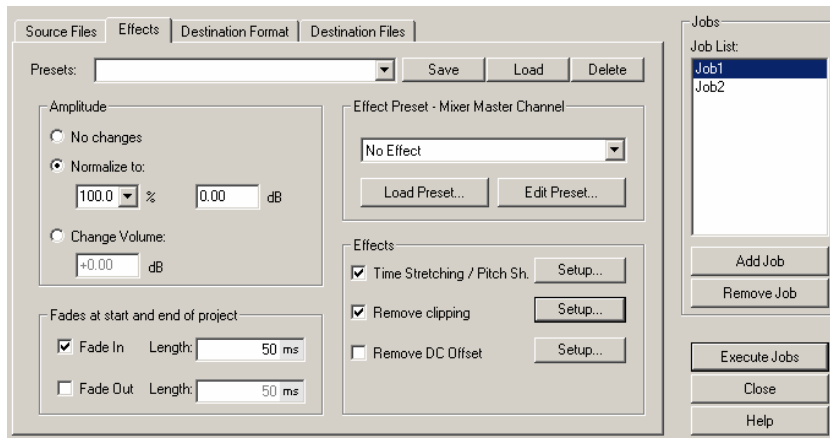 Source Files Effects Destination Format Destination Files
Presets: Save Load Delete
Amplitude
No changes
Normalize to:
100.0 % 0.00 dB
Change Volume:
+0.00 dB
Fades at start and end of project
Fade In Length: 50 ms
Fade Out Length: 50 ms
Effect Preset - Mixer Master Channel
No Effect
Load Preset... Edit Preset...
Effects
Time Stretching / Pitch Sh. Setup...
Remove clipping Setup...
Remove DC Offset Setup...
Jobs
Job List:
Job1
Job2
Add Job
Remove Job
Execute Jobs
Close
Help